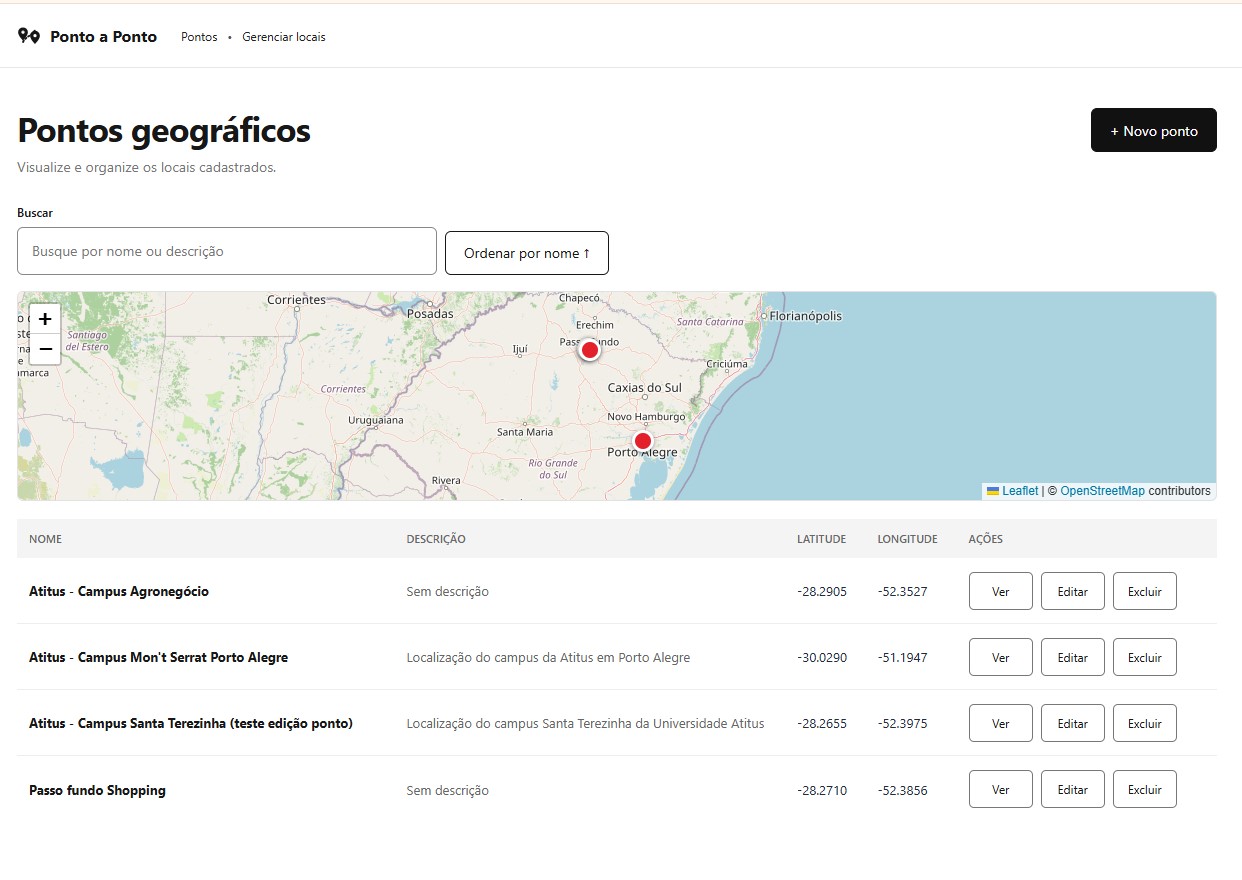 Ponto a Ponto Pontos • Gerenciar locais
Pontos geográficos
+ Novo ponto
Visualize e organize os locais cadastrados.
Buscar
Busque por nome ou descrição
Ordenar por nome ↑
+
−
Corrientes
Posadas
Chapecó
Erechim
Santa Catarina
Florianópolis
Santiago
del Estero
Ijuí
Criciúma
Corrientes
Caxias do Sul
Uruguaiana
Novo Hamburgo
Santa Maria
Porto Alegre
Rio Grande
do Sul
Rivera
Leaflet | © OpenStreetMap contributors
NOME DESCRIÇÃO LATITUDE LONGITUDE AÇÕES
Atitus - Campus Agronegócio Sem descrição -28.2905 -52.3527 Ver Editar Excluir
Atitus - Campus Mon't Serrat Porto Alegre Localização do campus da Atitus em Porto Alegre -30.0290 -51.1947 Ver Editar Excluir
Atitus - Campus Santa Terezinha (teste edição ponto) Localização do campus Santa Terezinha da Universidade Atitus -28.2655 -52.3975 Ver Editar Excluir
Passo fundo Shopping Sem descrição -28.2710 -52.3856 Ver Editar Excluir